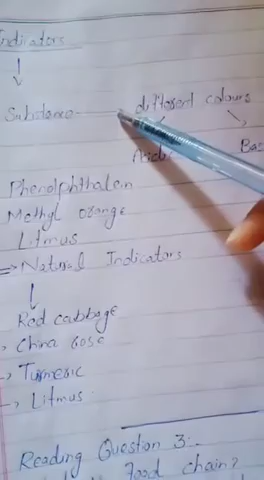 Indicators
Substance different colours
Acidic Bas
Phenolphthalein
Methyl orange
Litmus
Natural Indicators
Red cabbage
China rose
Turmeric
Litmus
Reading Question 3:-
Food chain?